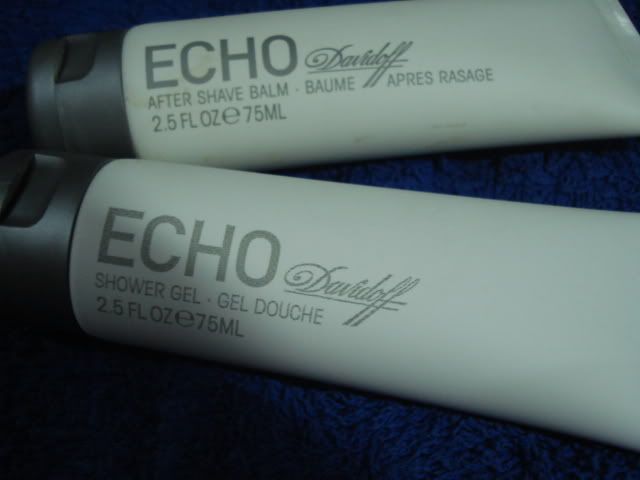 ECHO Davidoff
AFTER SHAVE BALM · BAUME APRES RASAGE
2.5 FL OZ℮75ML
ECHO Davidoff
SHOWER GEL · GEL DOUCHE
2.5 FL OZ℮75ML